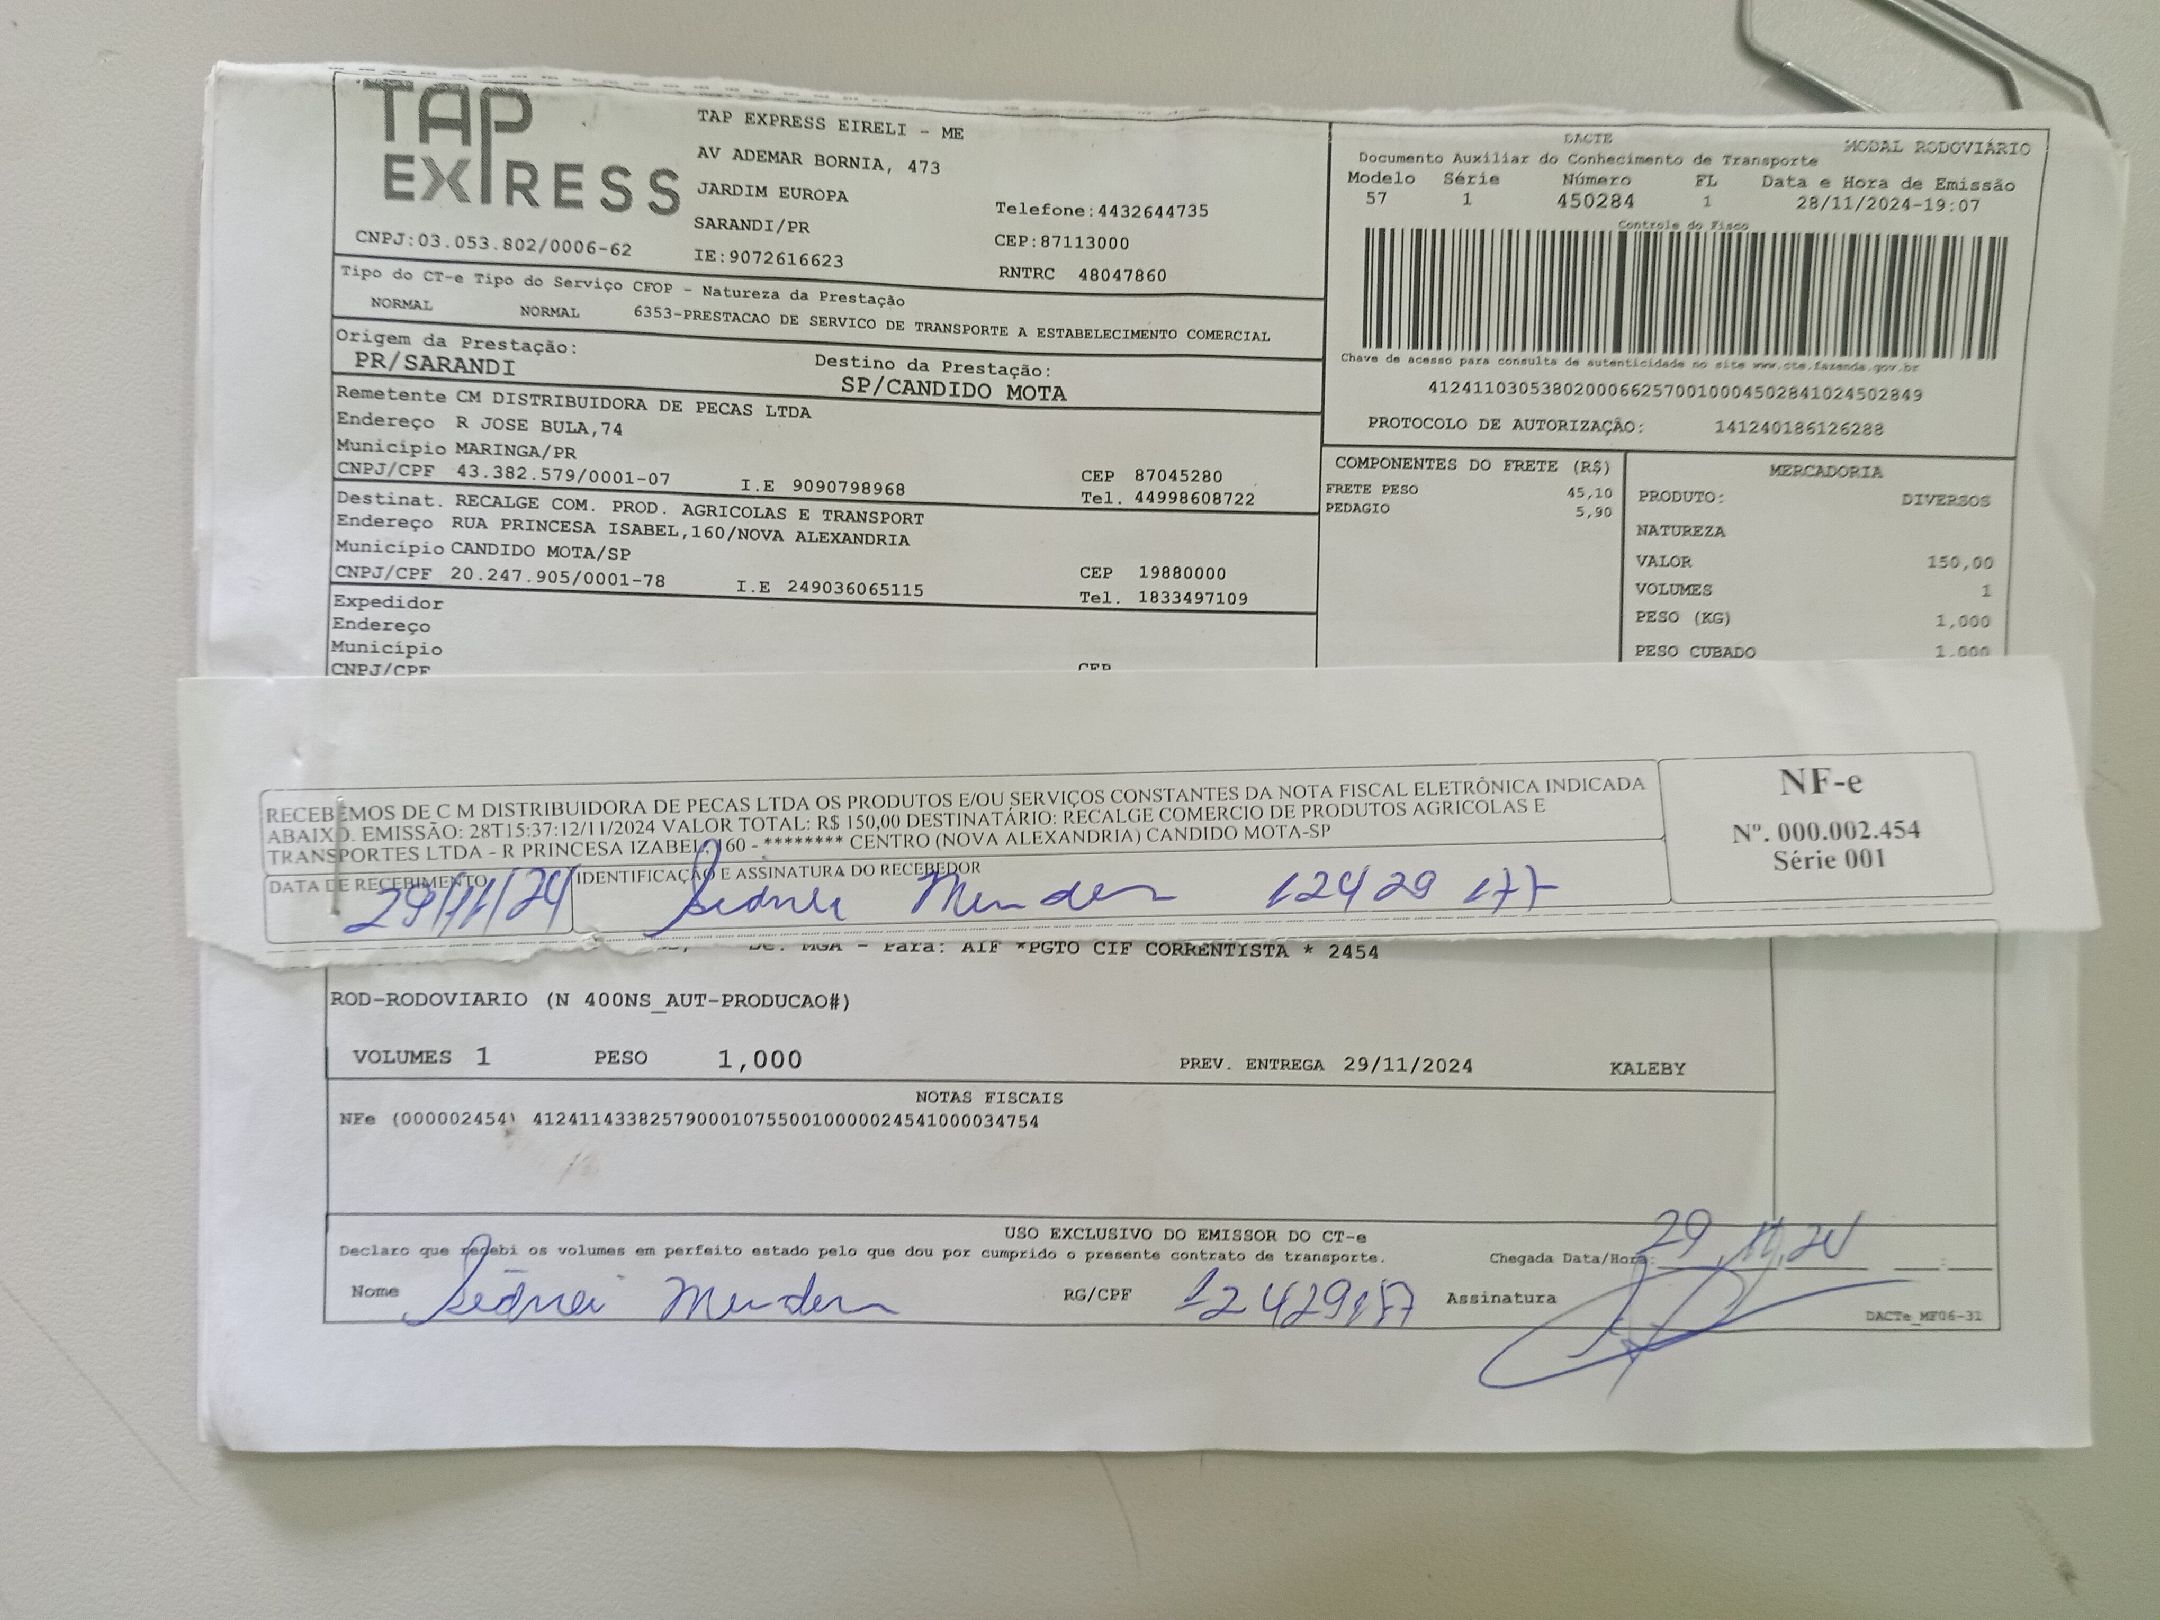 TAP EXPRESS
TAP EXPRESS EIRELI - ME
AV ADEMAR BORNIA, 473
JARDIM EUROPA
SARANDI/PR
Telefone:4432644735
CEP:87113000
CNPJ:03.053.802/0006-62
IE:9072616623
RNTRC 48047860
DACTE
MODAL RODOVIÁRIO
Documento Auxiliar do Conhecimento de Transporte
Modelo Série Número FL Data e Hora de Emissão
57 1 450284 1 28/11/2024-19:07
Controle do Fisco
Chave de acesso para consulta de autenticidade no site www.cte.fazenda.gov.br
41241103053802000662570010004502841024502849
PROTOCOLO DE AUTORIZAÇÃO: 141240186126288
Tipo do CT-e Tipo do Serviço CFOP - Natureza da Prestação
NORMAL NORMAL 6353-PRESTACAO DE SERVICO DE TRANSPORTE A ESTABELECIMENTO COMERCIAL
Origem da Prestação: Destino da Prestação:
PR/SARANDI SP/CANDIDO MOTA
Remetente CM DISTRIBUIDORA DE PECAS LTDA
Endereço R JOSE BULA,74
Município MARINGA/PR
CNPJ/CPF 43.382.579/0001-07 I.E 9090798968
CEP 87045280
Tel. 44998608722
Destinat. RECALGE COM. PROD. AGRICOLAS E TRANSPORT
Endereço RUA PRINCESA ISABEL,160/NOVA ALEXANDRIA
Município CANDIDO MOTA/SP
CNPJ/CPF 20.247.905/0001-78 I.E 249036065115
CEP 19880000
Tel. 1833497109
Expedidor
Endereço
Município
CNPJ/CPF CEP
COMPONENTES DO FRETE (R$)
FRETE PESO 45,10
PEDAGIO 5,90
MERCADORIA
PRODUTO: DIVERSOS
NATUREZA
VALOR 150,00
VOLUMES 1
PESO (KG) 1,000
PESO CUBADO 1.000
RECEBEMOS DE C M DISTRIBUIDORA DE PECAS LTDA OS PRODUTOS E/OU SERVIÇOS CONSTANTES DA NOTA FISCAL ELETRÔNICA INDICADA
ABAIXO. EMISSÃO: 28T15:37:12/11/2024 VALOR TOTAL: R$ 150,00 DESTINATÁRIO: RECALGE COMERCIO DE PRODUTOS AGRICOLAS E
TRANSPORTES LTDA - R PRINCESA IZABEL, 160 - ******** CENTRO (NOVA ALEXANDRIA) CANDIDO MOTA-SP
DATA DE RECEBIMENTO IDENTIFICAÇÃO E ASSINATURA DO RECEBEDOR
29/11/24 Sidnei Mendes 12429177
NF-e
Nº. 000.002.454
Série 001
De: MGA - Para: AIF *PGTO CIF CORRENTISTA * 2454
ROD-RODOVIARIO (N 400NS_AUT-PRODUCAO#)
VOLUMES 1 PESO 1,000 PREV. ENTREGA 29/11/2024 KALEBY
NOTAS FISCAIS
NFe (000002454) 41241143382579000107550010000024541000034754
USO EXCLUSIVO DO EMISSOR DO CT-e
Declaro que recebi os volumes em perfeito estado pelo que dou por cumprido o presente contrato de transporte.
Chegada Data/Hora: 29 11 24
Nome Sidnei Mendes RG/CPF 12429177 Assinatura
DACTe_MF06-31